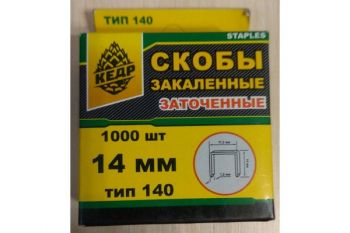 ТИП 140
STAPLES
КЕДР
СКОБЫ
ЗАКАЛЕННЫЕ
ЗАТОЧЕННЫЕ
1000 шт
14 мм
тип 140